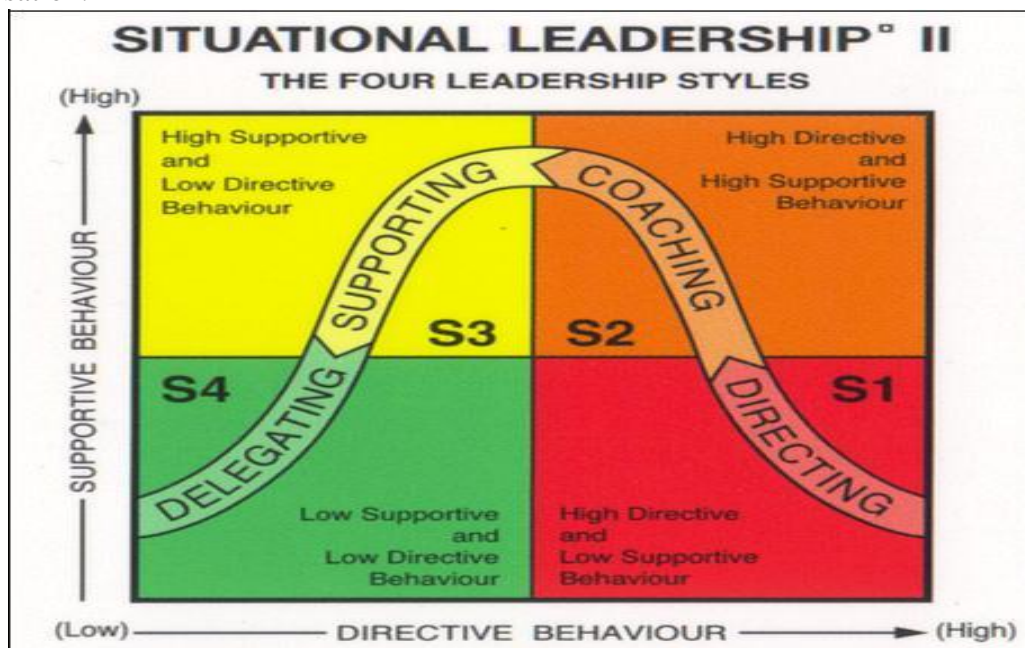 SITUATIONAL LEADERSHIP° II
THE FOUR LEADERSHIP STYLES
(High)
SUPPORTIVE BEHAVIOUR
High Supportive
and
Low Directive
Behaviour
High Directive
and
High Supportive
Behaviour
SUPPORTING
COACHING
S3
S2
S4
S1
DELEGATING
DIRECTING
Low Supportive
and
Low Directive
Behaviour
High Directive
and
Low Supportive
Behaviour
(Low)
DIRECTIVE BEHAVIOUR
(High)